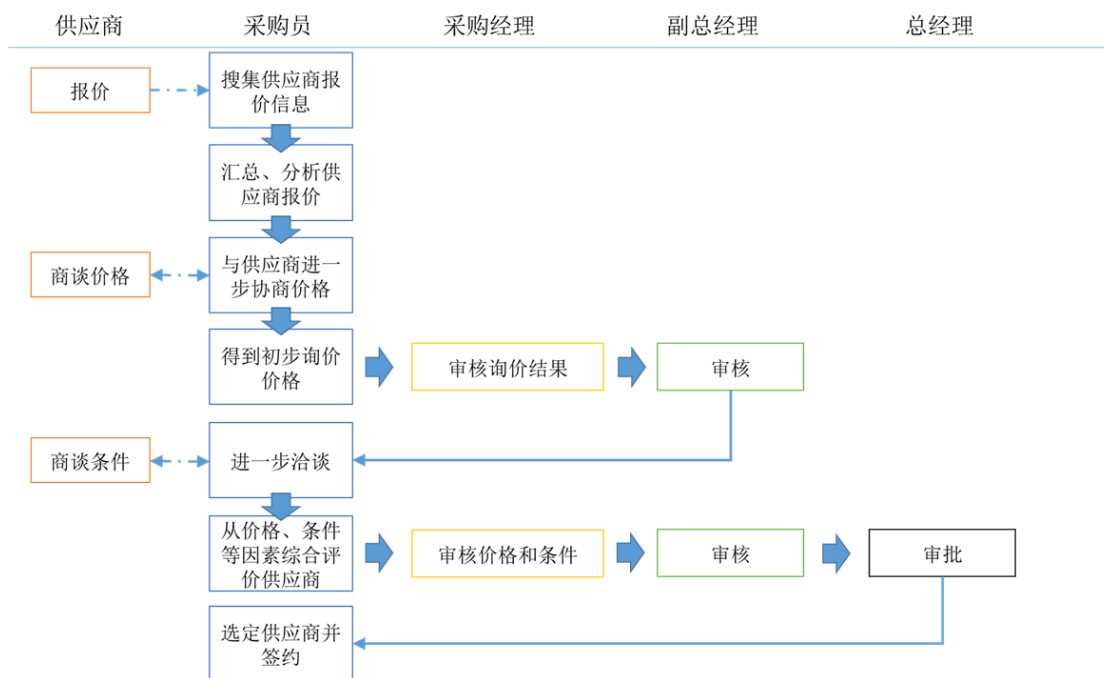 供应商 采购员 采购经理 副总经理 总经理
报价
搜集供应商报
价信息
汇总、分析供
应商报价
商谈价格
与供应商进一
步协商价格
得到初步询价
价格
审核询价结果
审核
商谈条件
进一步洽谈
从价格、条件
等因素综合评
价供应商
审核价格和条件
审核
审批
选定供应商并
签约